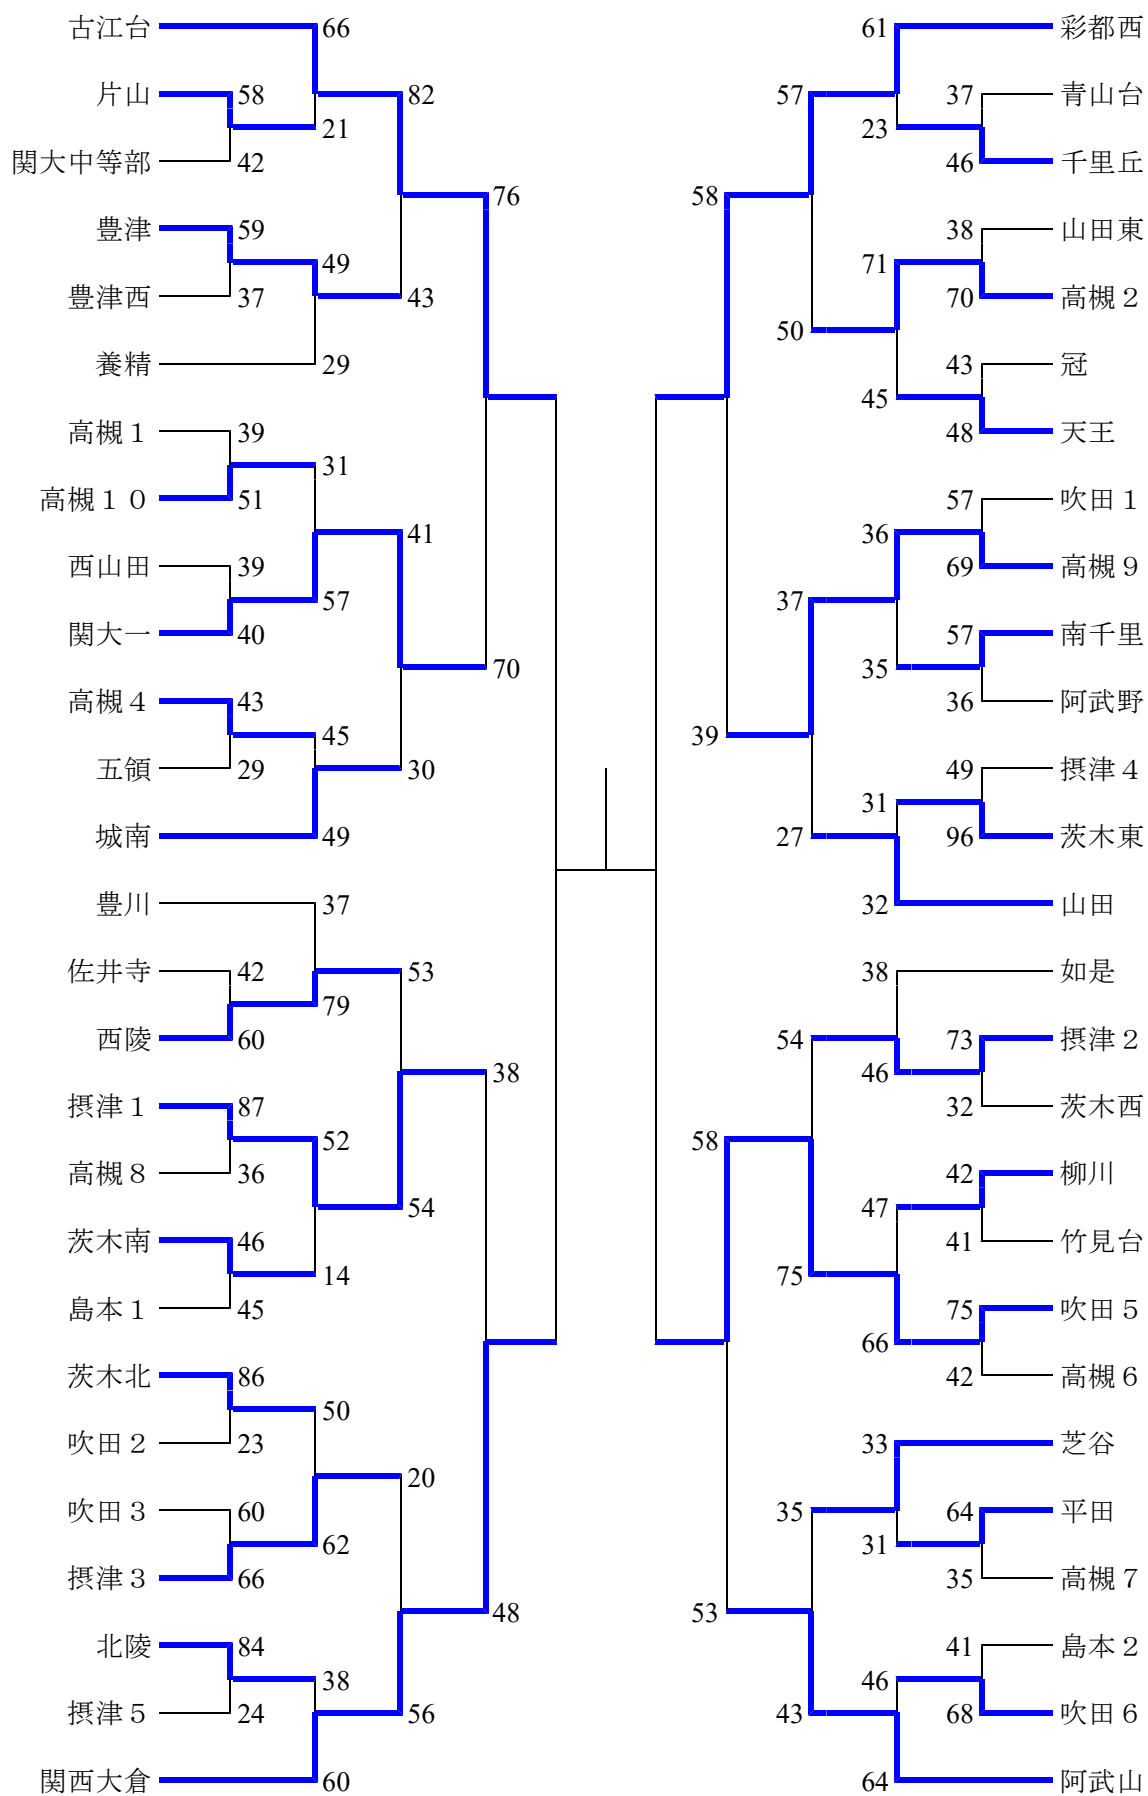 古江台 66 61 彩都西
片山 58 82 57 37 青山台
21 23
関大中等部 42 46 千里丘
76 58
豊津 59 38 山田東
49 71
豊津西 37 43 70 高槻２
50
養精 29 43 冠
45
高槻１ 39 48 天王
31
高槻１０ 51 57 吹田１
41 36
西山田 39 69 高槻９
57 37
関大一 40 57 南千里
70 35
高槻４ 43 36 阿武野
45 39
五領 29 30 49 摂津４
31
城南 49 27 96 茨木東
豊川 37 32 山田
佐井寺 42 53 38 如是
79
西陵 60 54 73 摂津２
38 46
摂津１ 87 32 茨木西
52 58
高槻８ 36 42 柳川
54 47
茨木南 46 41 竹見台
14 75
島本１ 45 75 吹田５
66
茨木北 86 42 高槻６
50
吹田２ 23 33 芝谷
20
吹田３ 60 35 64 平田
62 31
摂津３ 66 35 高槻７
48 53
北陵 84 41 島本２
38 46
摂津５ 24 56 43 68 吹田６
関西大倉 60 64 阿武山